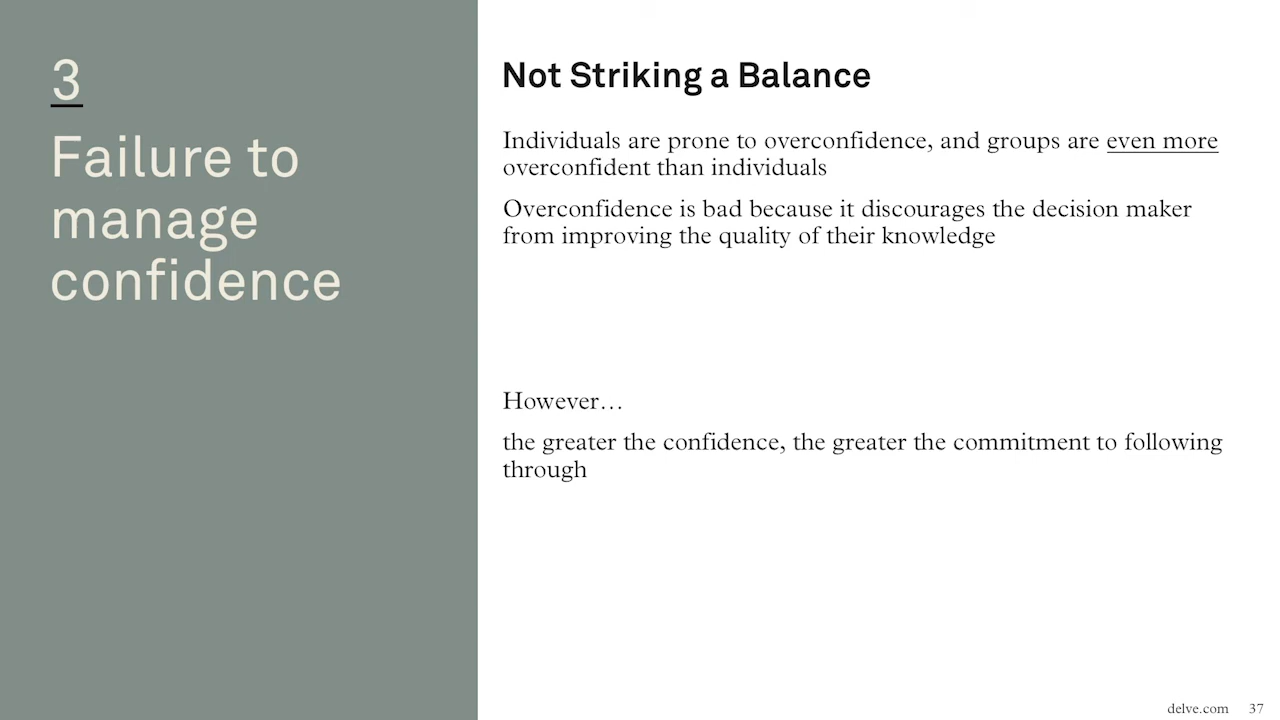 3
Failure to
manage
confidence
Not Striking a Balance
Individuals are prone to overconfidence, and groups are even more
overconfident than individuals
Overconfidence is bad because it discourages the decision maker
from improving the quality of their knowledge
However…
the greater the confidence, the greater the commitment to following
through
delve.com 37